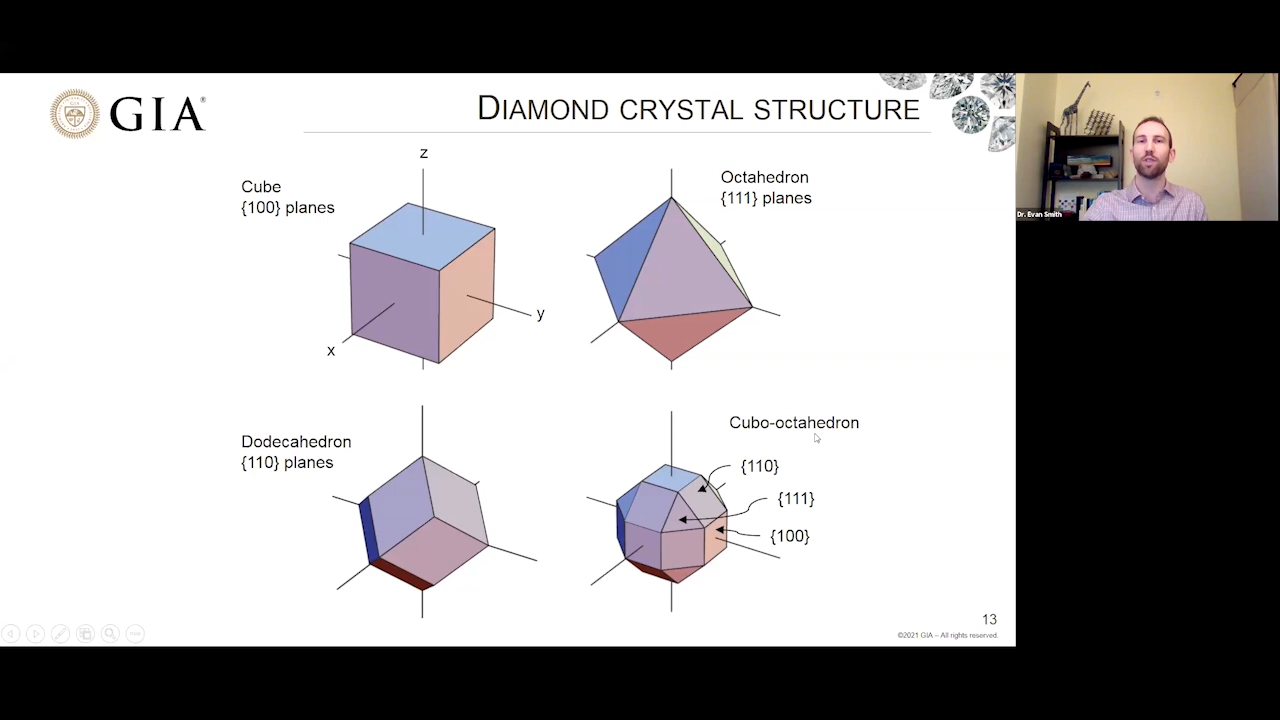 GIA®
DIAMOND CRYSTAL STRUCTURE
Cube
{100} planes
z
y
x
Octahedron
{111} planes
Dodecahedron
{110} planes
Cubo-octahedron
{110}
{111}
{100}
13
©2021 GIA – All rights reserved.
Dr. Evan Smith